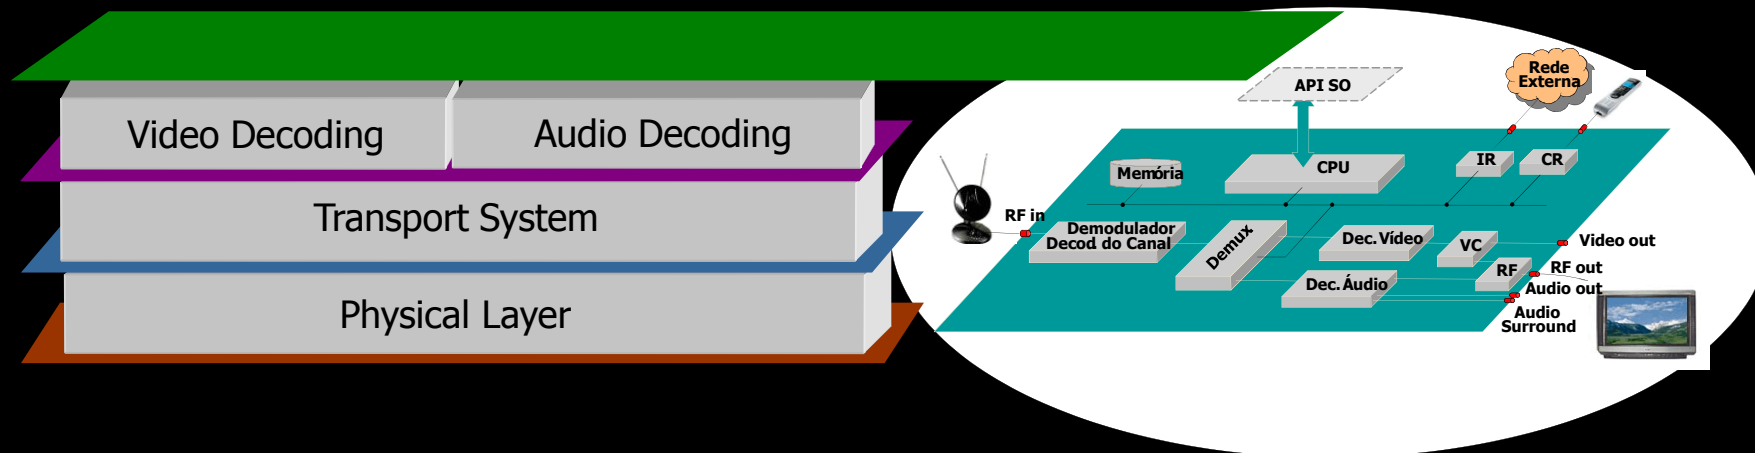 Video Decoding
Audio Decoding
Transport System
Physical Layer
API SO
Rede
Externa
Memória
CPU
IR
CR
RF in
Demodulador
Decod. do Canal
Demux
Dec. Vídeo
VC
Video out
Dec. Áudio
RF
RF out
Audio out
Audio
Surround